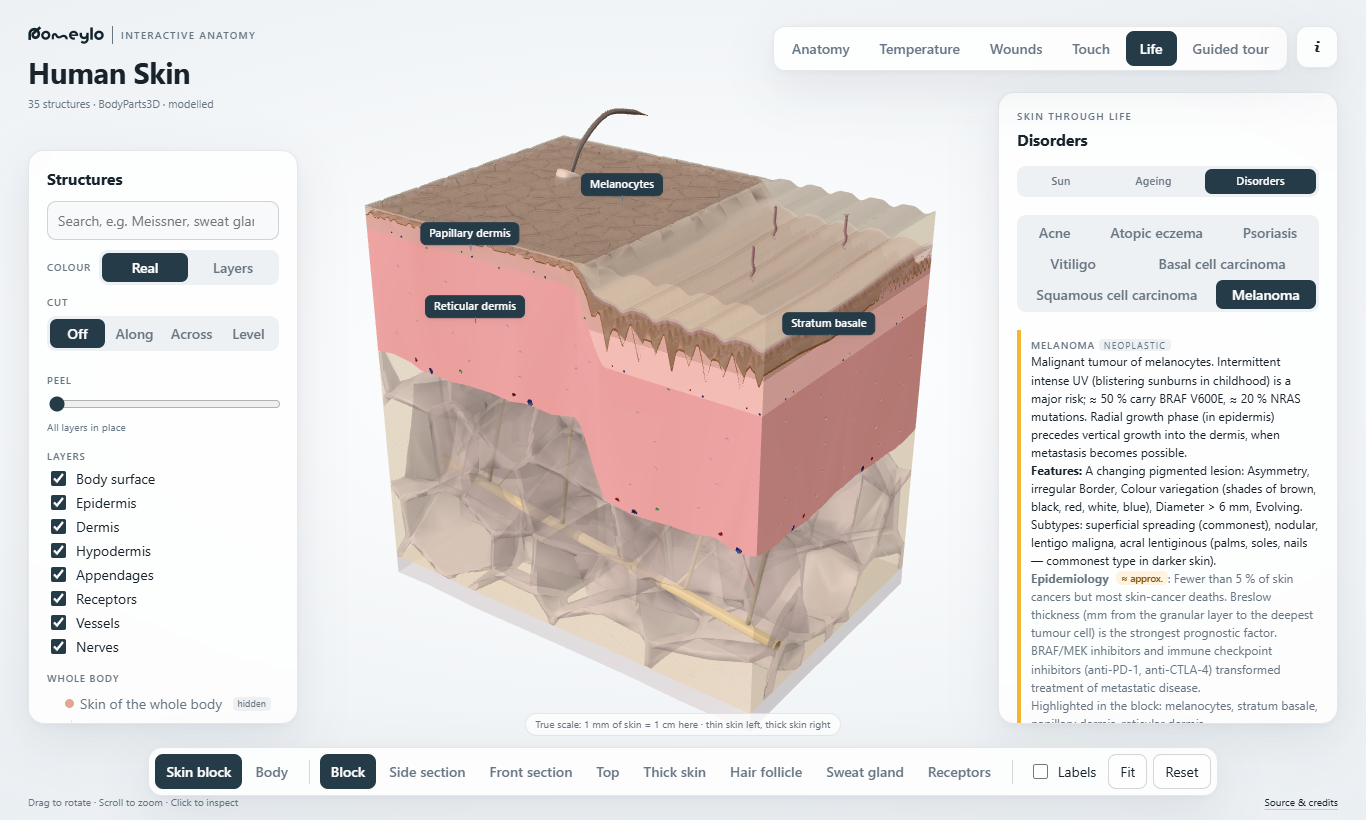 Romeylo
INTERACTIVE ANATOMY
Human Skin
35 structures · BodyParts3D · modelled
Anatomy
Temperature
Wounds
Touch
Life
Guided tour
i
Structures
Search, e.g. Meissner, sweat glan
COLOUR
Real
Layers
CUT
Off
Along
Across
Level
PEEL
All layers in place
LAYERS
Body surface
Epidermis
Dermis
Hypodermis
Appendages
Receptors
Vessels
Nerves
WHOLE BODY
Skin of the whole body
hidden
Melanocytes
Papillary dermis
Reticular dermis
Stratum basale
True scale: 1 mm of skin = 1 cm here · thin skin left, thick skin right
SKIN THROUGH LIFE
Disorders
Sun
Ageing
Disorders
Acne
Atopic eczema
Psoriasis
Vitiligo
Basal cell carcinoma
Squamous cell carcinoma
Melanoma
MELANOMA NEOPLASTIC
Malignant tumour of melanocytes. Intermittent
intense UV (blistering sunburns in childhood) is a
major risk; ≈ 50 % carry BRAF V600E, ≈ 20 % NRAS
mutations. Radial growth phase (in epidermis)
precedes vertical growth into the dermis, when
metastasis becomes possible.
Features: A changing pigmented lesion: Asymmetry,
irregular Border, Colour variegation (shades of brown,
black, red, white, blue), Diameter > 6 mm, Evolving.
Subtypes: superficial spreading (commonest), nodular,
lentigo maligna, acral lentiginous (palms, soles, nails
— commonest type in darker skin).
Epidemiology ≈ approx. : Fewer than 5 % of skin
cancers but most skin-cancer deaths. Breslow
thickness (mm from the granular layer to the deepest
tumour cell) is the strongest prognostic factor.
BRAF/MEK inhibitors and immune checkpoint
inhibitors (anti-PD-1, anti-CTLA-4) transformed
treatment of metastatic disease.
Highlighted in the block: melanocytes, stratum basale,
papillary dermis, reticular dermis.
Skin block
Body
Block
Side section
Front section
Top
Thick skin
Hair follicle
Sweat gland
Receptors
Labels
Fit
Reset
Drag to rotate · Scroll to zoom · Click to inspect
Source & credits